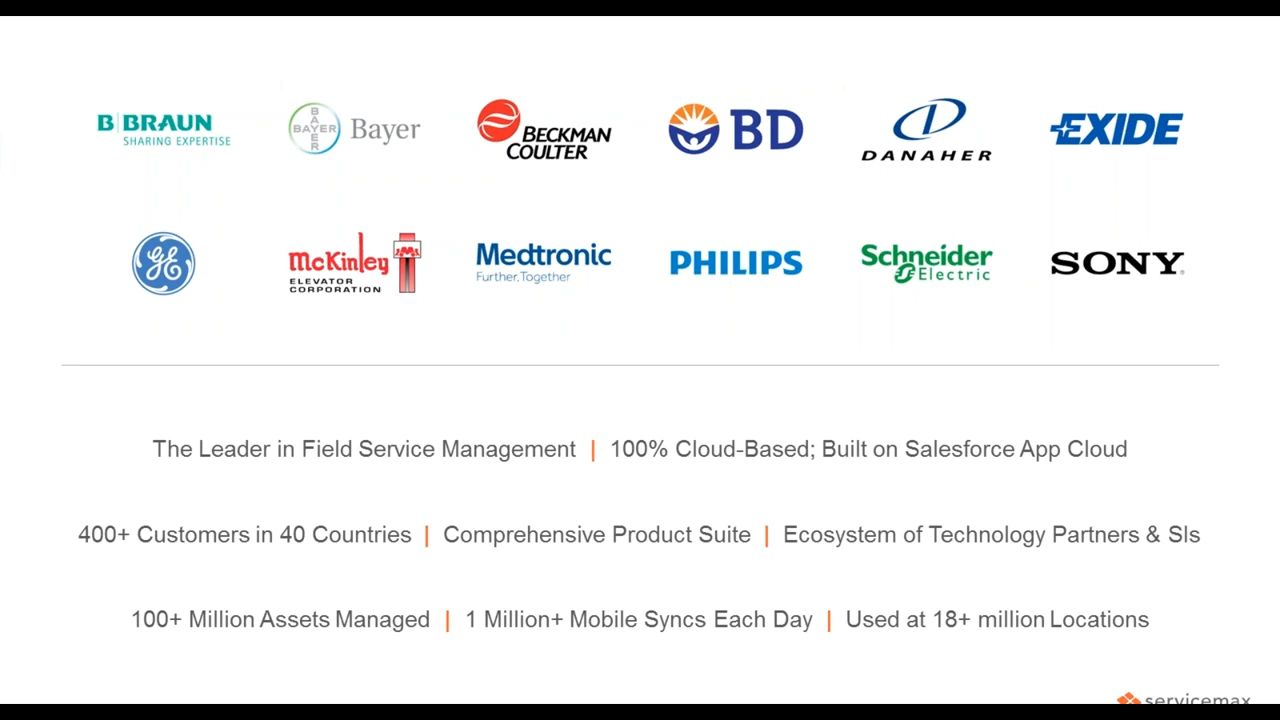 B BRAUN
SHARING EXPERTISE
BAYER
BAYER
Bayer
BECKMAN
COULTER
BD
DANAHER
EXIDE
GE
McKinley
ELEVATOR
CORPORATION
Medtronic
Further, Together
PHILIPS
Schneider
Electric
SONY
The Leader in Field Service Management | 100% Cloud-Based; Built on Salesforce App Cloud
400+ Customers in 40 Countries | Comprehensive Product Suite | Ecosystem of Technology Partners & SIs
100+ Million Assets Managed | 1 Million+ Mobile Syncs Each Day | Used at 18+ million Locations
servicemax